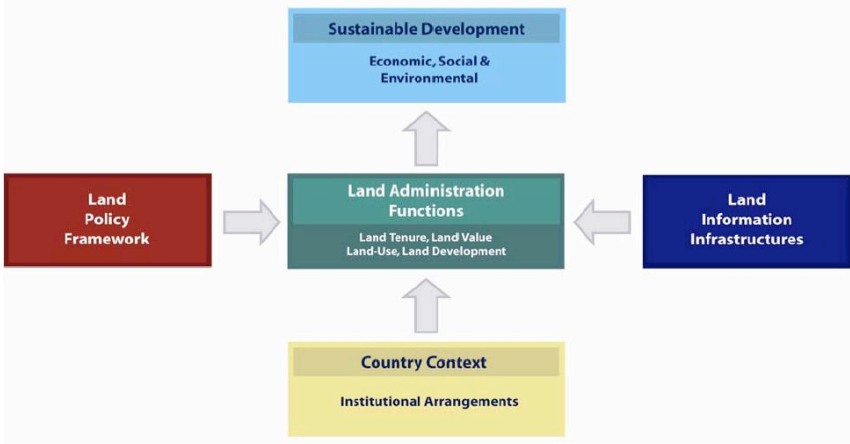 Sustainable Development
Economic, Social &
Environmental
Land
Policy
Framework
Land Administration
Functions
Land Tenure, Land Value
Land-Use, Land Development
Land
Information
Infrastructures
Country Context
Institutional Arrangements